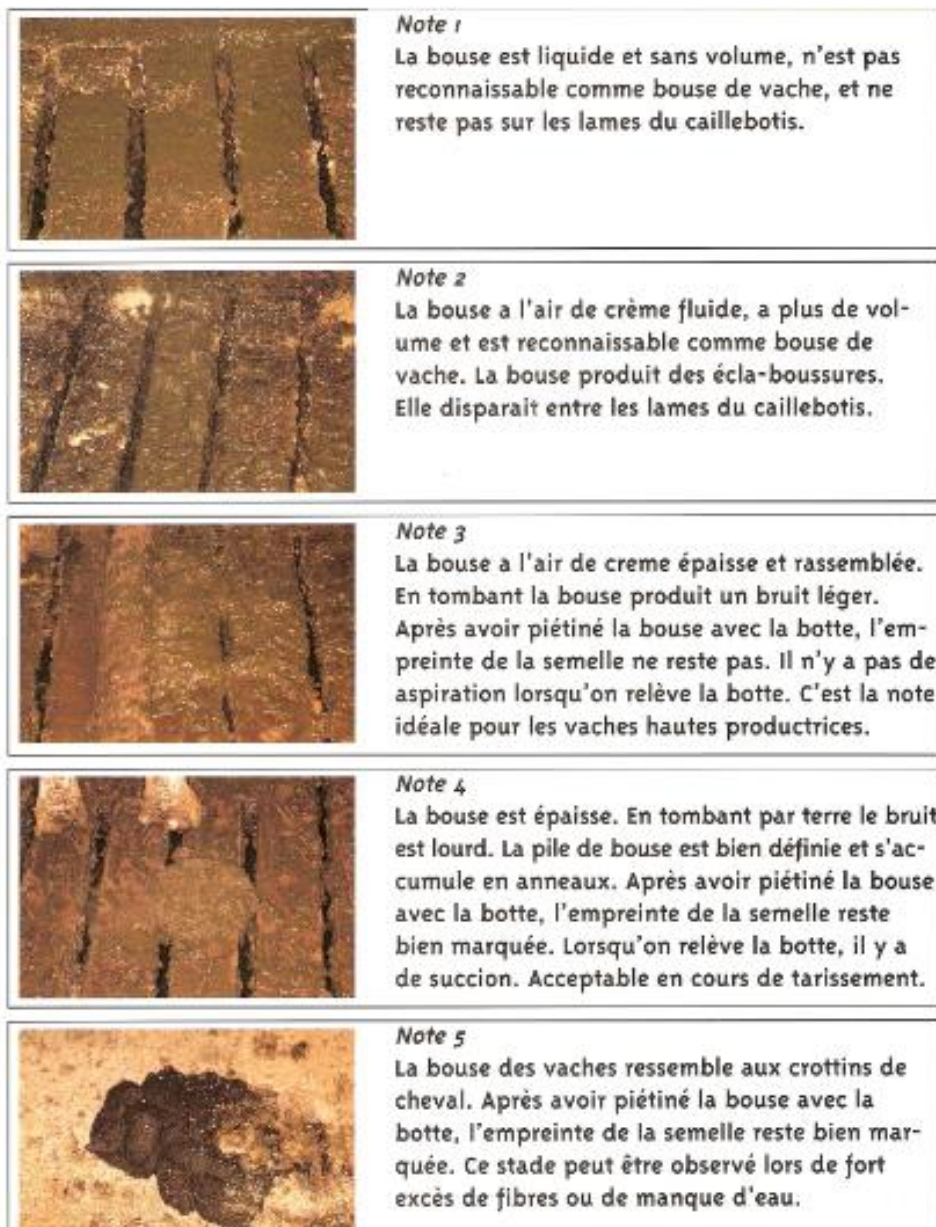 Note 1
La bouse est liquide et sans volume, n'est pas
reconnaissable comme bouse de vache, et ne
reste pas sur les lames du caillebotis.
Note 2
La bouse a l'air de crème fluide, a plus de vol-
ume et est reconnaissable comme bouse de
vache. La bouse produit des écla-boussures.
Elle disparait entre les lames du caillebotis.
Note 3
La bouse a l'air de creme épaisse et rassemblée.
En tombant la bouse produit un bruit léger.
Après avoir piétiné la bouse avec la botte, l'em-
preinte de la semelle ne reste pas. Il n'y a pas de
aspiration lorsqu'on relève la botte. C'est la note
idéale pour les vaches hautes productrices.
Note 4
La bouse est épaisse. En tombant par terre le bruit
est lourd. La pile de bouse est bien définie et s'ac-
cumule en anneaux. Après avoir piétiné la bouse
avec la botte, l'empreinte de la semelle reste
bien marquée. Lorsqu'on relève la botte, il y a
de succion. Acceptable en cours de tarissement.
Note 5
La bouse des vaches ressemble aux crottins de
cheval. Après avoir piétiné la bouse avec la
botte, l'empreinte de la semelle reste bien mar-
quée. Ce stade peut être observé lors de fort
excès de fibres ou de manque d'eau.